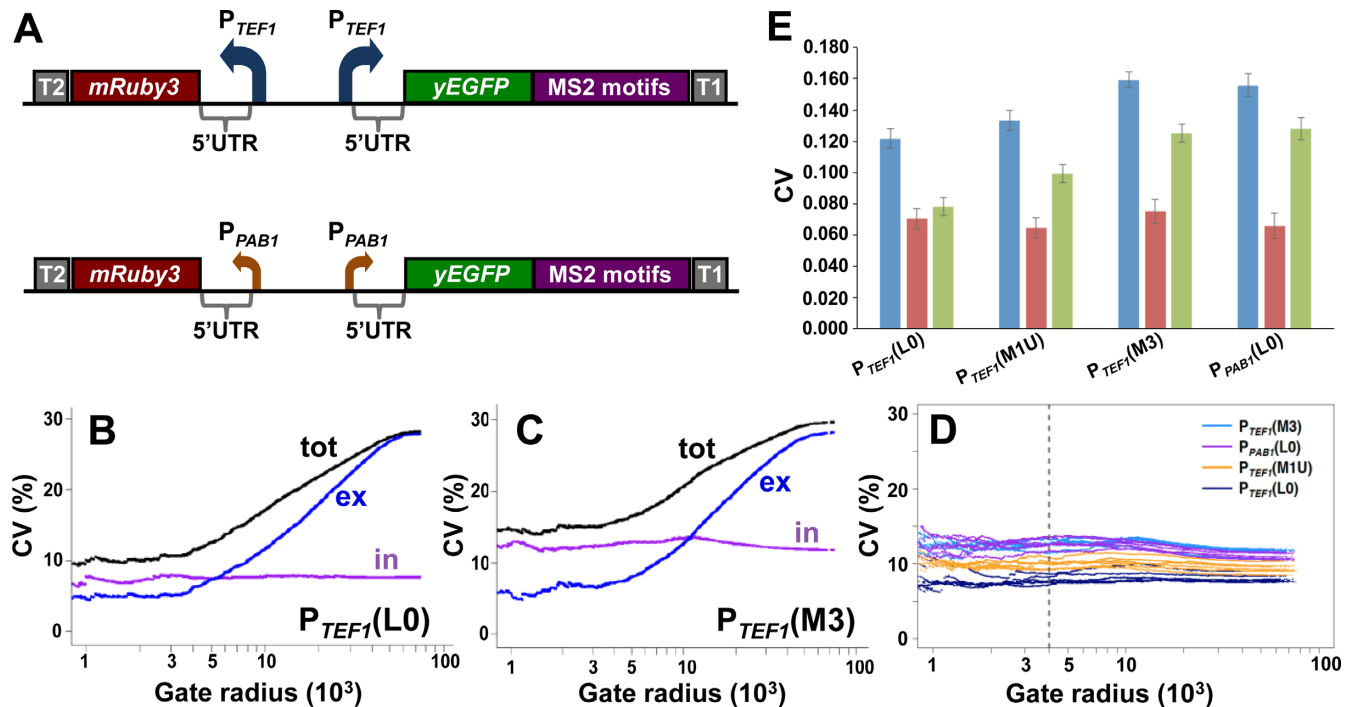 A
P TEF1 P TEF1
T2 mRuby3 yEGFP MS2 motifs T1
5'UTR 5'UTR
P PAB1 P PAB1
T2 mRuby3 yEGFP MS2 motifs T1
5'UTR 5'UTR
E
CV
0.180
0.160
0.140
0.120
0.100
0.080
0.060
0.040
0.020
0.000
P TEF1(L0) P TEF1(M1U) P TEF1(M3) P PAB1(L0)
B
CV (%)
30
20
10
0
tot
ex
in
P TEF1(L0)
1 3 5 10 100
Gate radius (10³)
C
CV (%)
30
20
10
0
tot
ex
in
P TEF1(M3)
1 3 5 10 100
Gate radius (10³)
D
CV (%)
30
20
10
0
P TEF1(M3)
P PAB1(L0)
P TEF1(M1U)
P TEF1(L0)
1 3 5 10 100
Gate radius (10³)